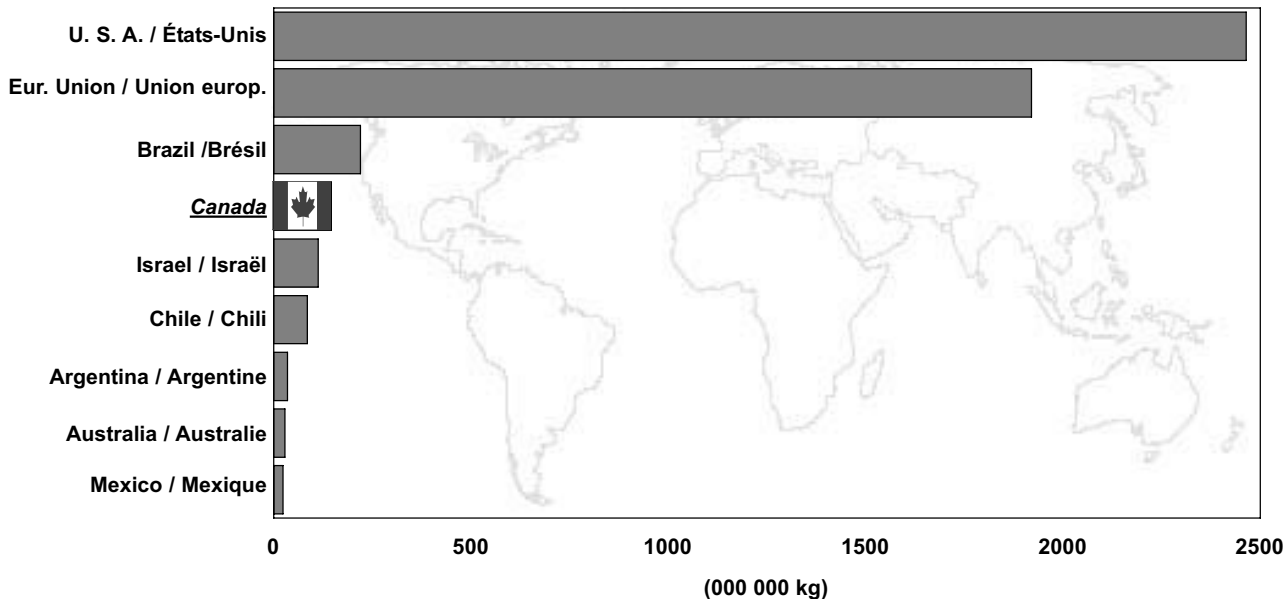 U. S. A. / États-Unis
Eur. Union / Union europ.
Brazil /Brésil
Canada
Israel / Israël
Chile / Chili
Argentina / Argentine
Australia / Australie
Mexico / Mexique
0 500 1000 1500 2000 2500
(000 000 kg)